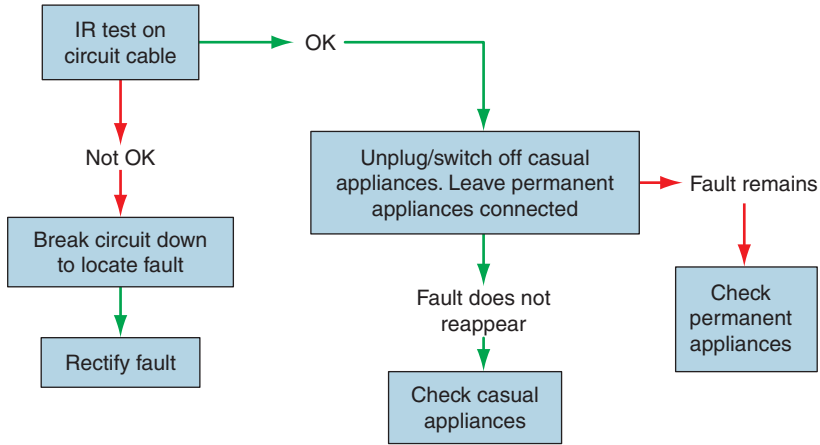 IR test on
circuit cable
OK
Not OK
Unplug/switch off casual
appliances. Leave permanent
appliances connected
Fault remains
Break circuit down
to locate fault
Fault does not
reappear
Check
permanent
appliances
Rectify fault
Check casual
appliances